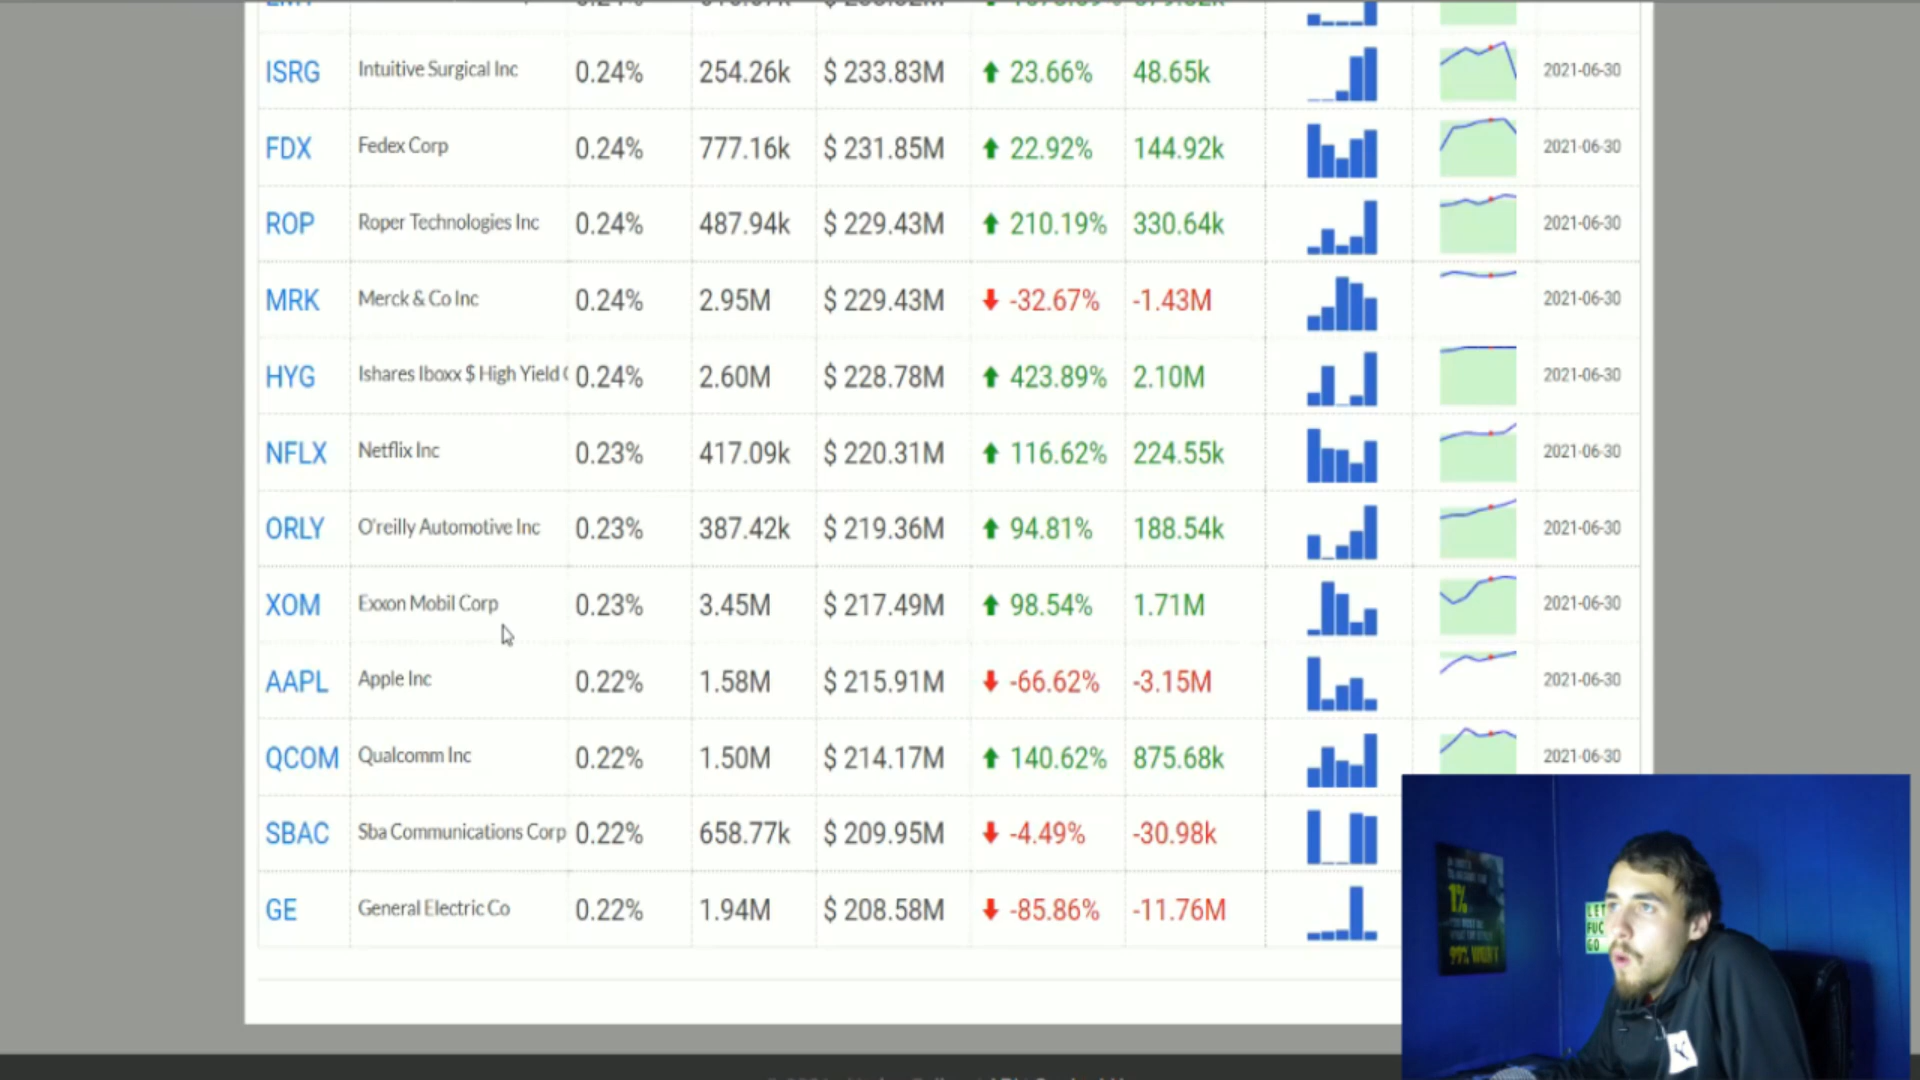 ISRG Intuitive Surgical Inc 0.24% 254.26k $ 233.83M 23.66% 48.65k 2021-06-30
FDX Fedex Corp 0.24% 777.16k $ 231.85M 22.92% 144.92k 2021-06-30
ROP Roper Technologies Inc 0.24% 487.94k $ 229.43M 210.19% 330.64k 2021-06-30
MRK Merck & Co Inc 0.24% 2.95M $ 229.43M -32.67% -1.43M 2021-06-30
HYG Ishares Iboxx $ High Yield 0.24% 2.60M $ 228.78M 423.89% 2.10M 2021-06-30
NFLX Netflix Inc 0.23% 417.09k $ 220.31M 116.62% 224.55k 2021-06-30
ORLY O'reilly Automotive Inc 0.23% 387.42k $ 219.36M 94.81% 188.54k 2021-06-30
XOM Exxon Mobil Corp 0.23% 3.45M $ 217.49M 98.54% 1.71M 2021-06-30
AAPL Apple Inc 0.22% 1.58M $ 215.91M -66.62% -3.15M 2021-06-30
QCOM Qualcomm Inc 0.22% 1.50M $ 214.17M 140.62% 875.68k 2021-06-30
SBAC Sba Communications Corp 0.22% 658.77k $ 209.95M -4.49% -30.98k
GE General Electric Co 0.22% 1.94M $ 208.58M -85.86% -11.76M
1%
99% WON'T
LET
FUC
GO